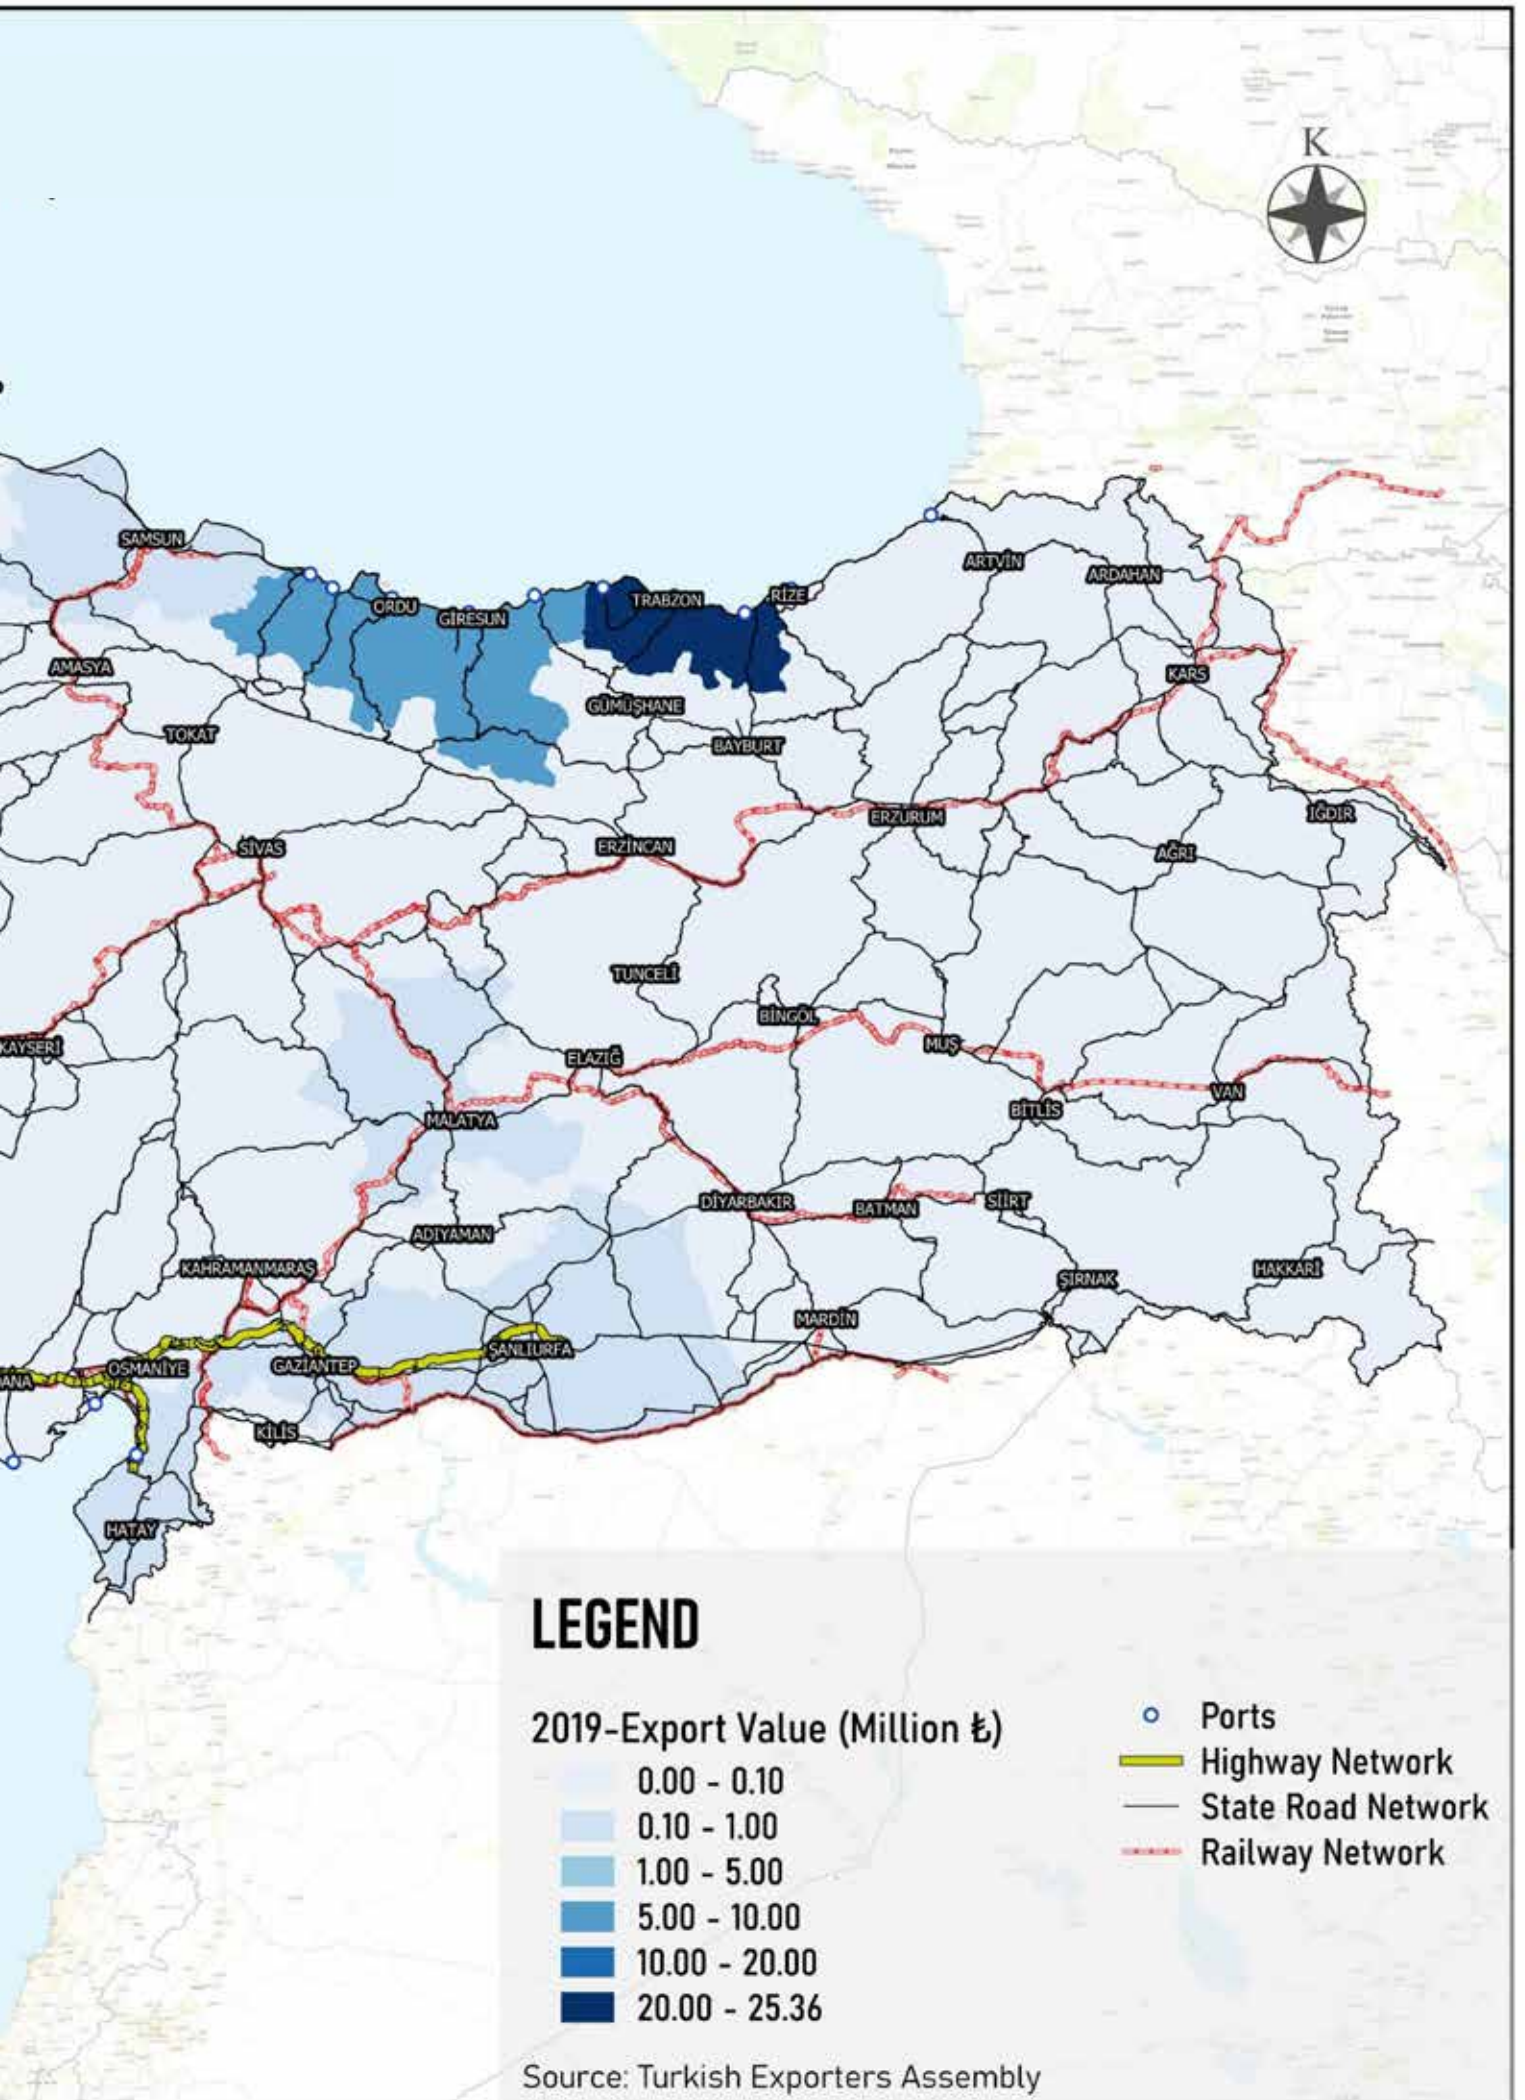 K
SAMSUN
ORDU
GİRESUN
TRABZON
RİZE
ARTVİN
ARDAHAN
AMASYA
TOKAT
GÜMÜŞHANE
BAYBURT
KARS
SİVAS
ERZİNCAN
ERZURUM
IĞDIR
AĞRI
TUNCELİ
BİNGÖL
KAYSERİ
ELAZIĞ
MUŞ
MALATYA
BİTLİS
VAN
DİYARBAKIR
BATMAN
SİİRT
ADIYAMAN
KAHRAMANMARAŞ
ŞIRNAK
HAKKARİ
MARDİN
ANA
OSMANİYE
GAZİANTEP
ŞANLIURFA
KİLİS
HATAY
LEGEND
2019-Export Value (Million ₺)
0.00 - 0.10
0.10 - 1.00
1.00 - 5.00
5.00 - 10.00
10.00 - 20.00
20.00 - 25.36
Ports
Highway Network
State Road Network
Railway Network
Source: Turkish Exporters Assembly